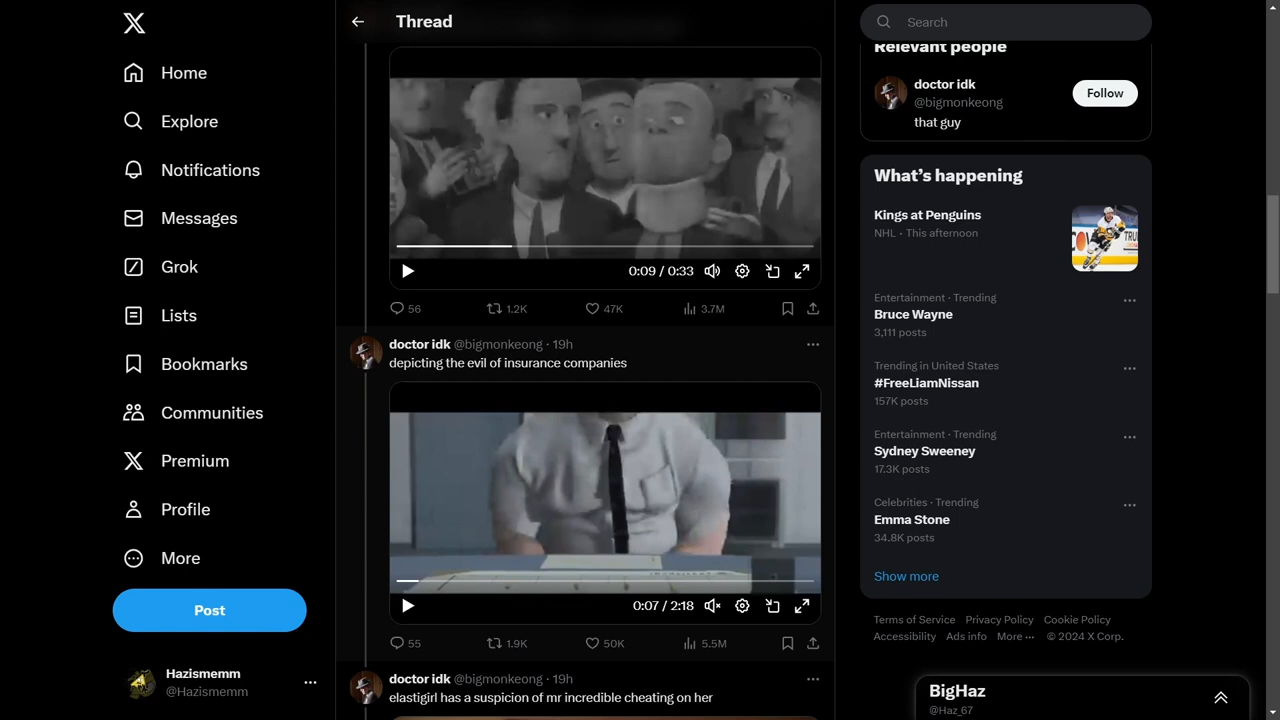 Home
Explore
Notifications
Messages
Grok
Lists
Bookmarks
Communities
Premium
Profile
More
Post
Hazismemm
@Hazismemm
Thread
0:09 / 0:33
56
1.2K
47K
3.7M
doctor idk @bigmonkeong · 19h
depicting the evil of insurance companies
0:07 / 2:18
55
1.9K
50K
5.5M
doctor idk @bigmonkeong · 19h
elastigirl has a suspicion of mr incredible cheating on her
Search
Relevant people
doctor idk
@bigmonkeong
that guy
Follow
What's happening
Kings at Penguins
NHL · This afternoon
Entertainment · Trending
Bruce Wayne
3,111 posts
Trending in United States
#FreeLiamNissan
157K posts
Entertainment · Trending
Sydney Sweeney
17.3K posts
Celebrities · Trending
Emma Stone
34.8K posts
Show more
Terms of Service Privacy Policy Cookie Policy
Accessibility Ads info More ··· © 2024 X Corp.
BigHaz
@Haz_67